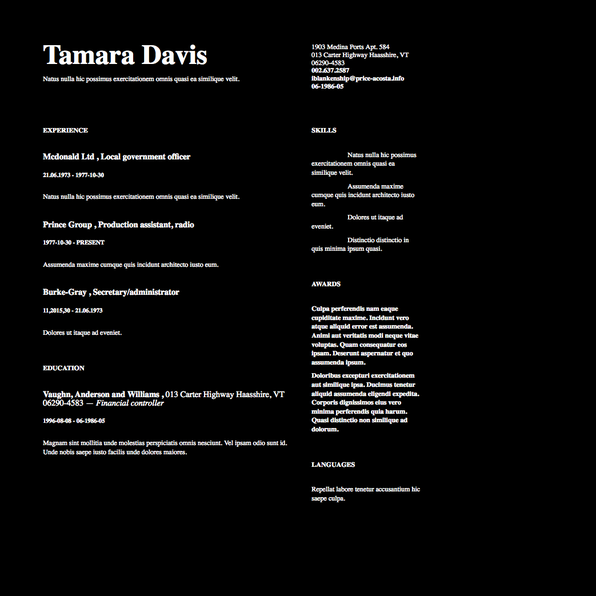 Tamara Davis
Natus nulla hic possimus exercitationem omnis quasi ea similique velit.
1903 Medina Ports Apt. 584
013 Carter Highway Haasshire, VT
06290-4583
002.637.2587
iblankenship@price-acosta.info
06-1986-05
EXPERIENCE
Mcdonald Ltd , Local government officer
21.06.1973 - 1977-10-30
Natus nulla hic possimus exercitationem omnis quasi ea similique velit.
Prince Group , Production assistant, radio
1977-10-30 - PRESENT
Assumenda maxime cumque quis incidunt architecto iusto eum.
Burke-Gray , Secretary/administrator
11,2015,30 - 21.06.1973
Dolores ut itaque ad eveniet.
EDUCATION
Vaughn, Anderson and Williams , 013 Carter Highway Haasshire, VT
06290-4583 — Financial controller
1996-08-08 - 06-1986-05
Magnam sint mollitia unde molestias perspiciatis omnis nesciunt. Vel ipsam odio sunt id.
Unde nobis saepe iusto facilis unde dolores maiores.
SKILLS
Natus nulla hic possimus
exercitationem omnis quasi ea
similique velit.
Assumenda maxime
cumque quis incidunt architecto iusto
eum.
Dolores ut itaque ad
eveniet.
Distinctio distinctio in
quis minima ipsum quasi.
AWARDS
Culpa perferendis nam eaque
cupiditate maxime. Incidunt vero
atque aliquid error est assumenda.
Animi aut veritatis modi neque vitae
voluptas. Quam consequatur eos
ipsam. Deserunt aspernatur et quo
assumenda ipsum.
Doloribus excepturi exercitationem
aut similique ipsa. Ducimus tenetur
aliquid assumenda eligendi expedita.
Corporis dignissimos eius vero
minima perferendis quia harum.
Quasi distinctio non similique ad
dolorum.
LANGUAGES
Repellat labore tenetur accusantium hic
saepe culpa.